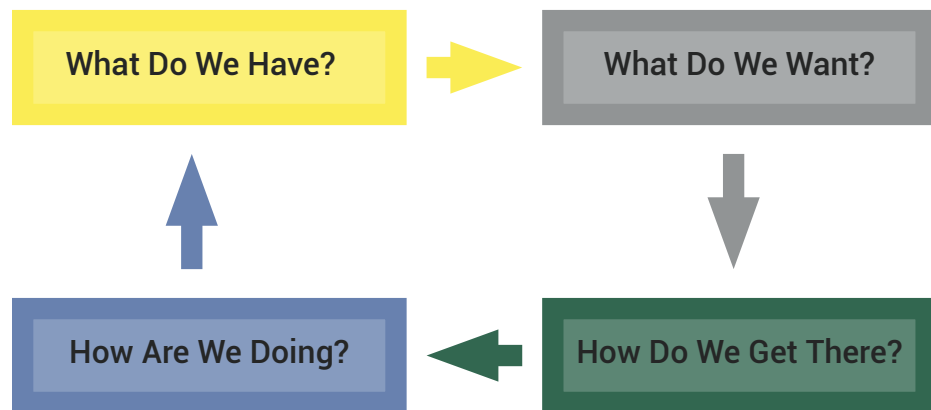 What Do We Have?
What Do We Want?
How Are We Doing?
How Do We Get There?